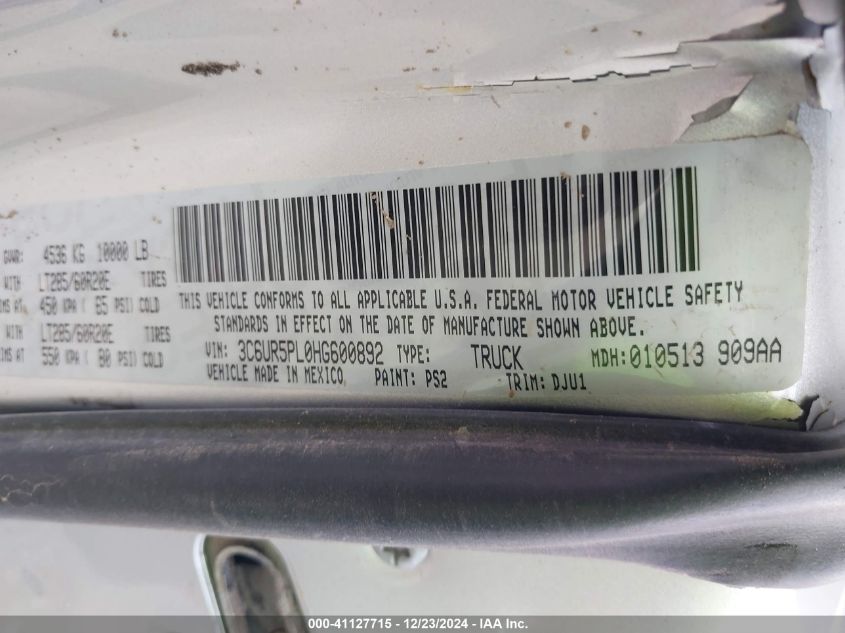 GVWR: 4536 KG 10000 LB
WITH LT285/60R20E TIRES
IMS AT 450 KPA ( 65 PSI) COLD
WITH LT285/60R20E TIRES
IMS AT 550 KPA ( 80 PSI) COLD
THIS VEHICLE CONFORMS TO ALL APPLICABLE U.S.A. FEDERAL MOTOR VEHICLE SAFETY
STANDARDS IN EFFECT ON THE DATE OF MANUFACTURE SHOWN ABOVE.
VIN: 3C6UR5PL0HG600892 TYPE: TRUCK MDH:010513 909AA
VEHICLE MADE IN MEXICO PAINT: PS2 TRIM: DJU1
000-41127715 - 12/23/2024 - IAA Inc.